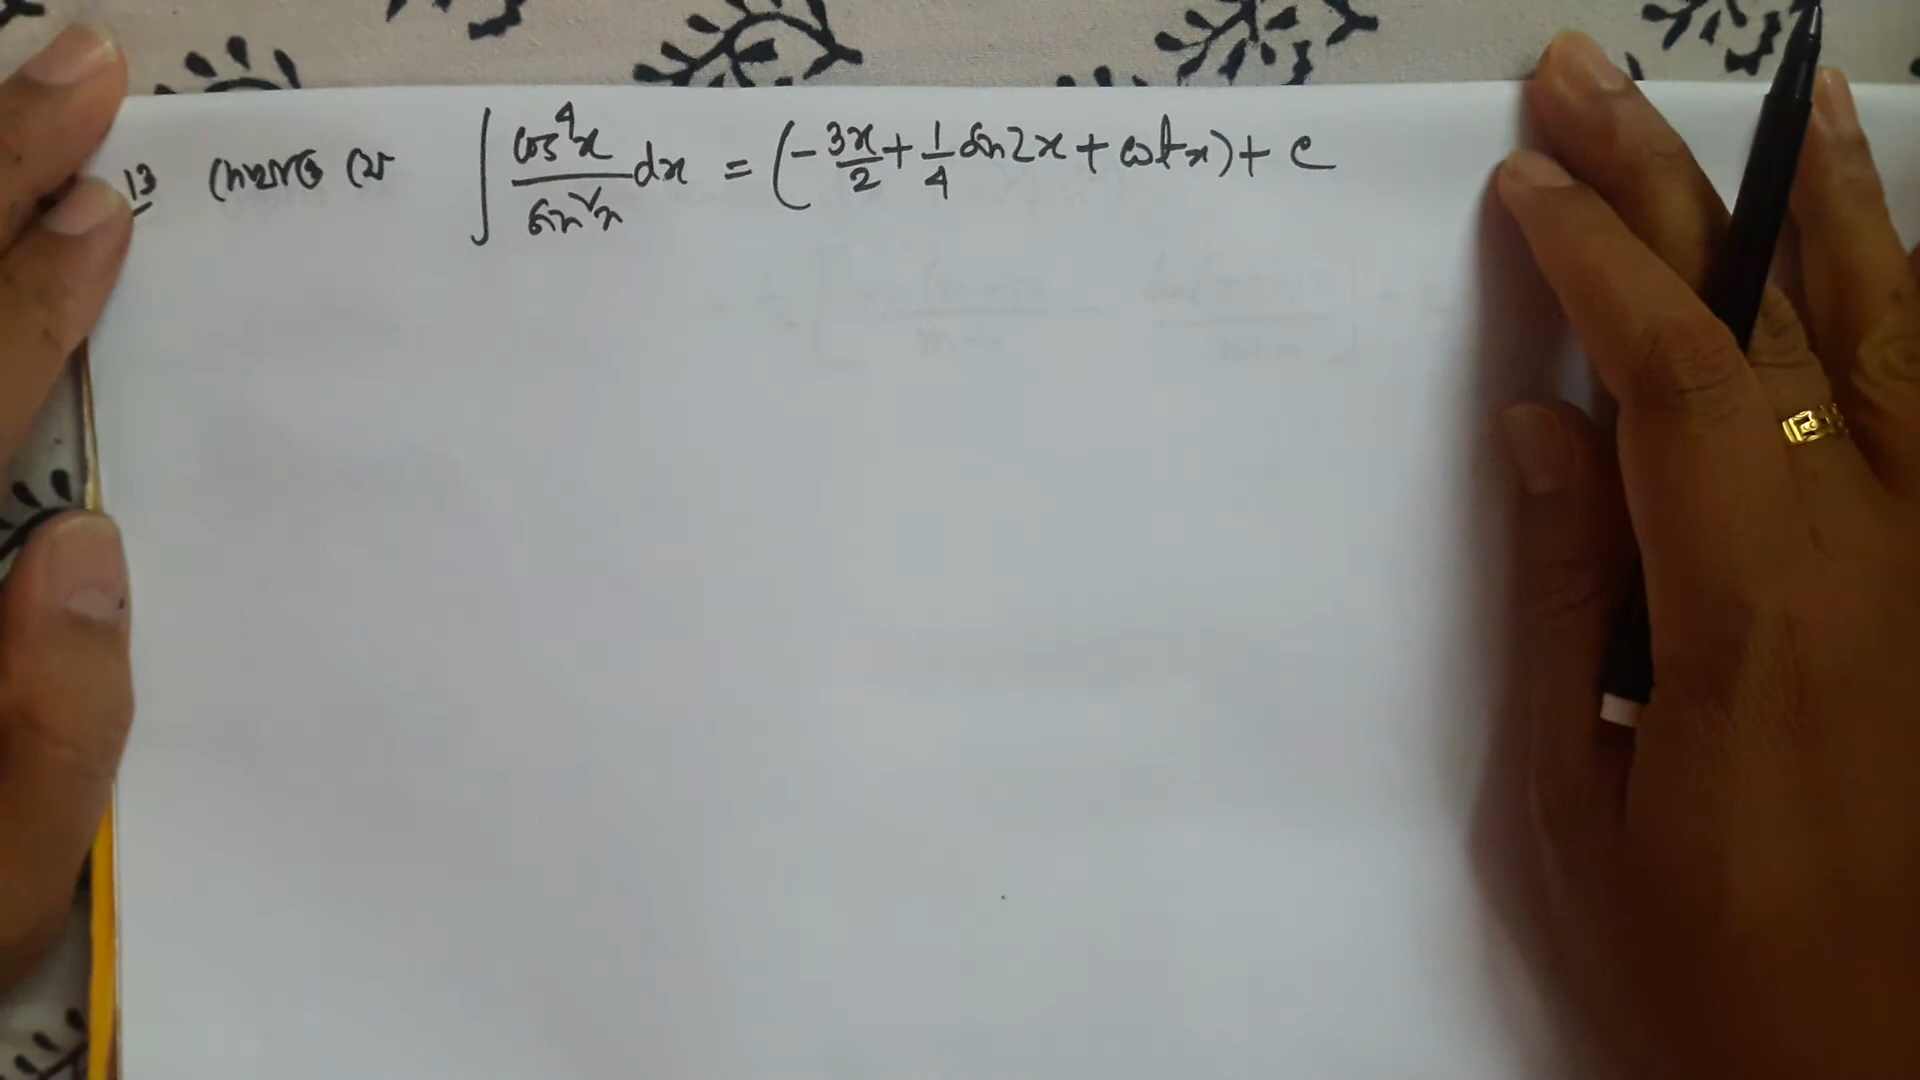 13 দেখাও যে ∫ cos⁴x / sin²x dx = (- 3x/2 + 1/4 sin2x + cotx) + c